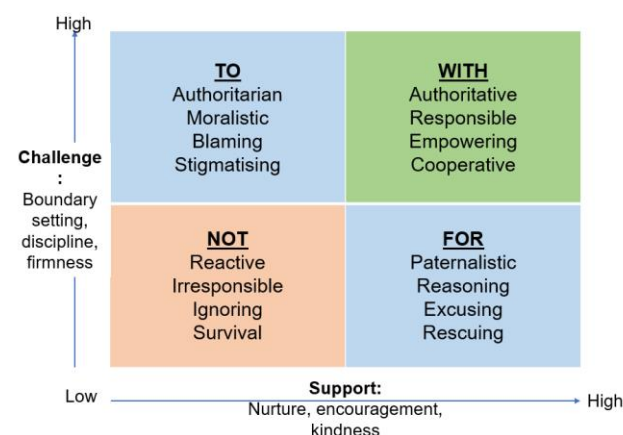 High
TO
Authoritarian
Moralistic
Blaming
Stigmatising
WITH
Authoritative
Responsible
Empowering
Cooperative
Challenge
:
Boundary
setting,
discipline,
firmness
NOT
Reactive
Irresponsible
Ignoring
Survival
FOR
Paternalistic
Reasoning
Excusing
Rescuing
Low
Support:
Nurture, encouragement,
kindness
High